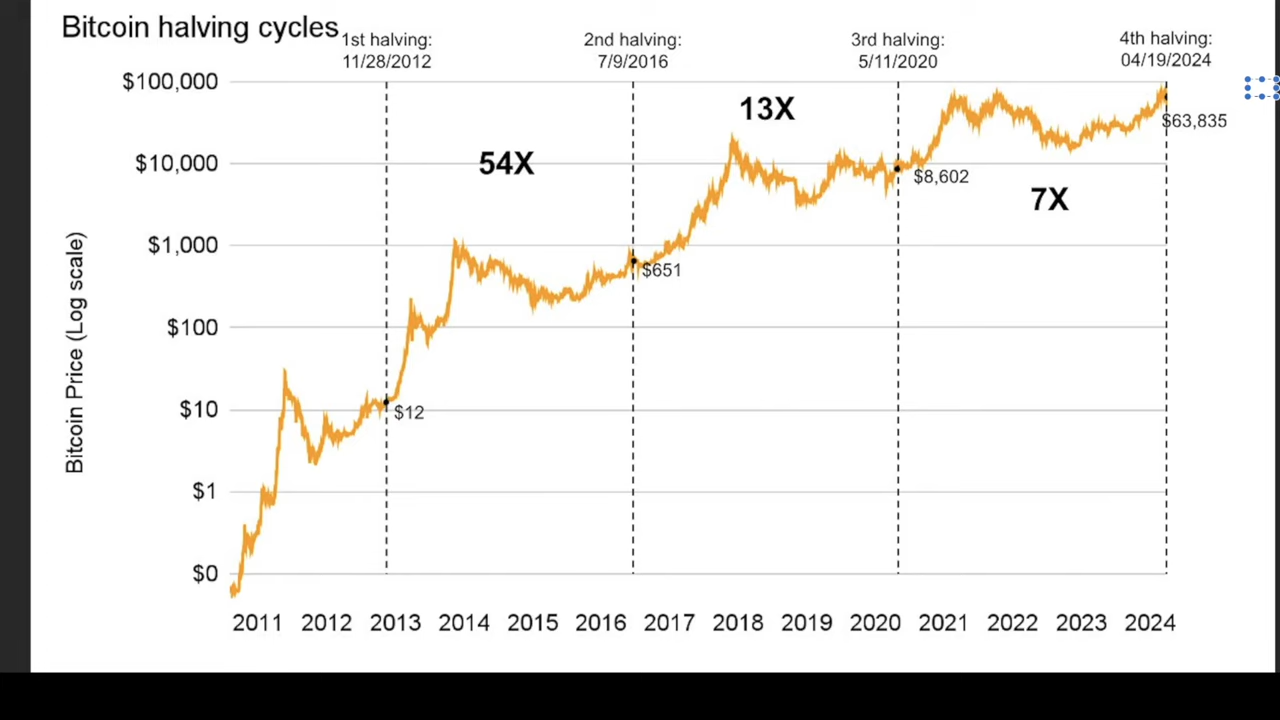 Bitcoin halving cycles
1st halving:
11/28/2012
2nd halving:
7/9/2016
3rd halving:
5/11/2020
4th halving:
04/19/2024
$100,000
$10,000
$1,000
$100
$10
$1
$0
Bitcoin Price (Log scale)
54X
13X
7X
$12
$651
$8,602
$63,835
2011 2012 2013 2014 2015 2016 2017 2018 2019 2020 2021 2022 2023 2024